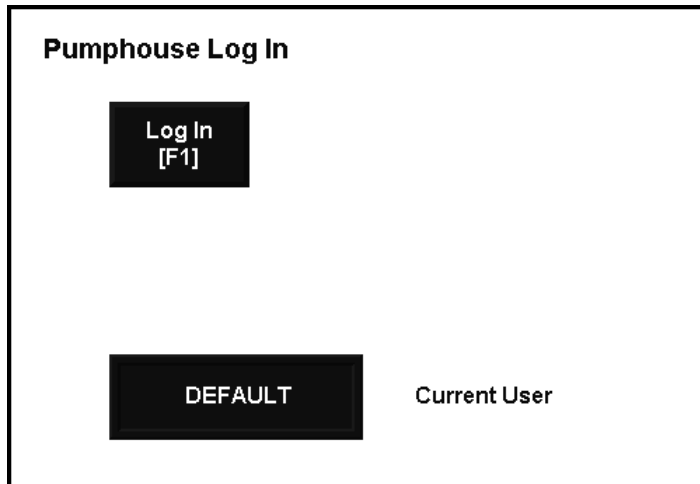 Pumphouse Log In
Log In
[F1]
DEFAULT
Current User